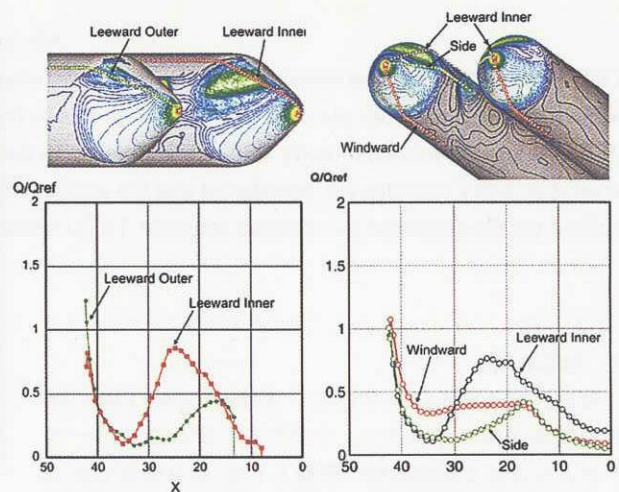 Leeward Outer
Leeward Inner
Leeward Inner
Side
Windward
Q/Qref
2
1.5
1
0.5
0
50
40
30
20
10
0
X
Leeward Outer
Leeward Inner
Q/Qref
2
1.5
1
0.5
0
50
40
30
20
10
0
Leeward Inner
Windward
Side